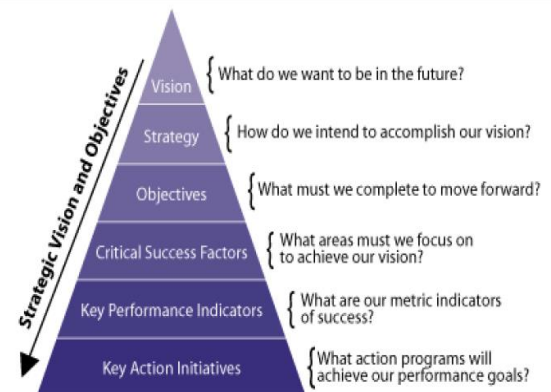 Strategic Vision and Objectives
Vision
What do we want to be in the future?
Strategy
How do we intend to accomplish our vision?
Objectives
What must we complete to move forward?
Critical Success Factors
What areas must we focus on
to achieve our vision?
Key Performance Indicators
What are our metric indicators
of success?
Key Action Initiatives
What action programs will
achieve our performance goals?